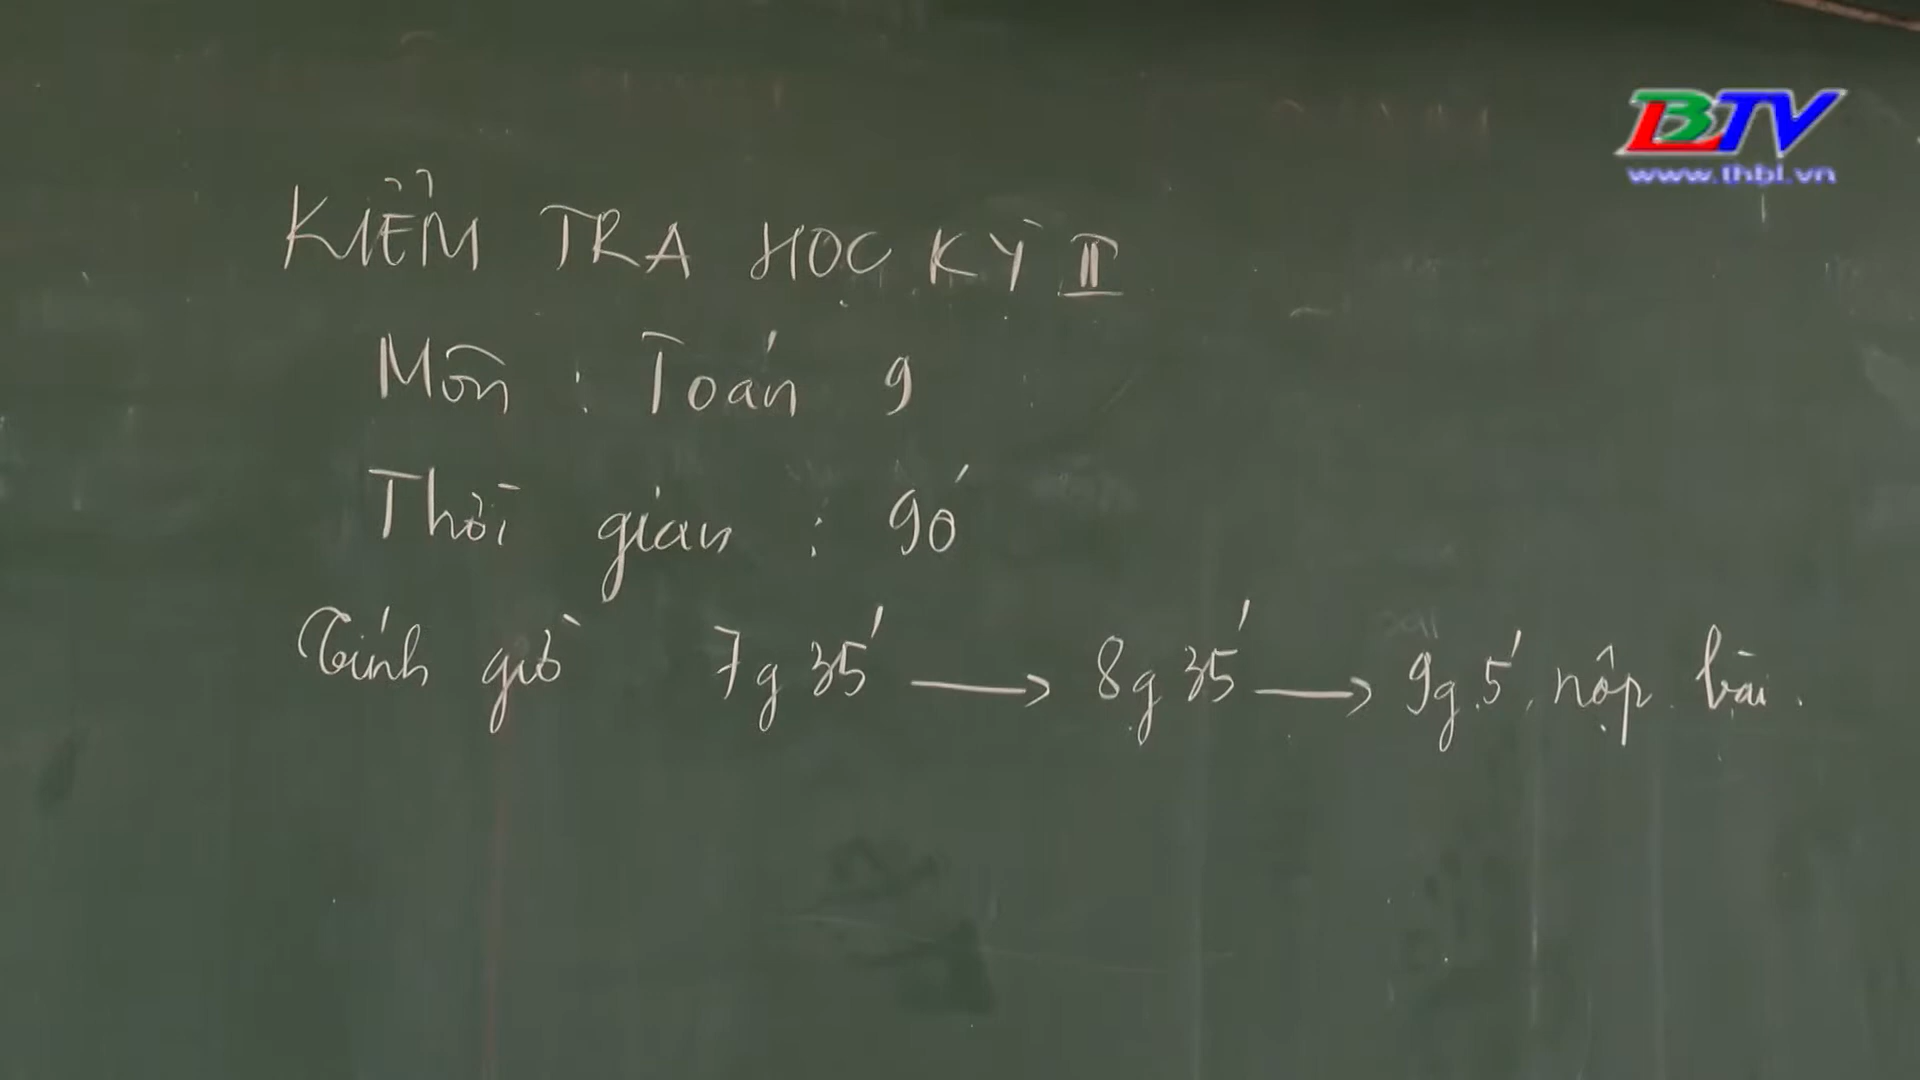 BTV
www.thbl.vn
KIỂM TRA HỌC KỲ II
Môn : Toán 9
Thời gian : 90'
Tính giờ 7g 35' → 8g 35' → 9g 5' nộp bài.